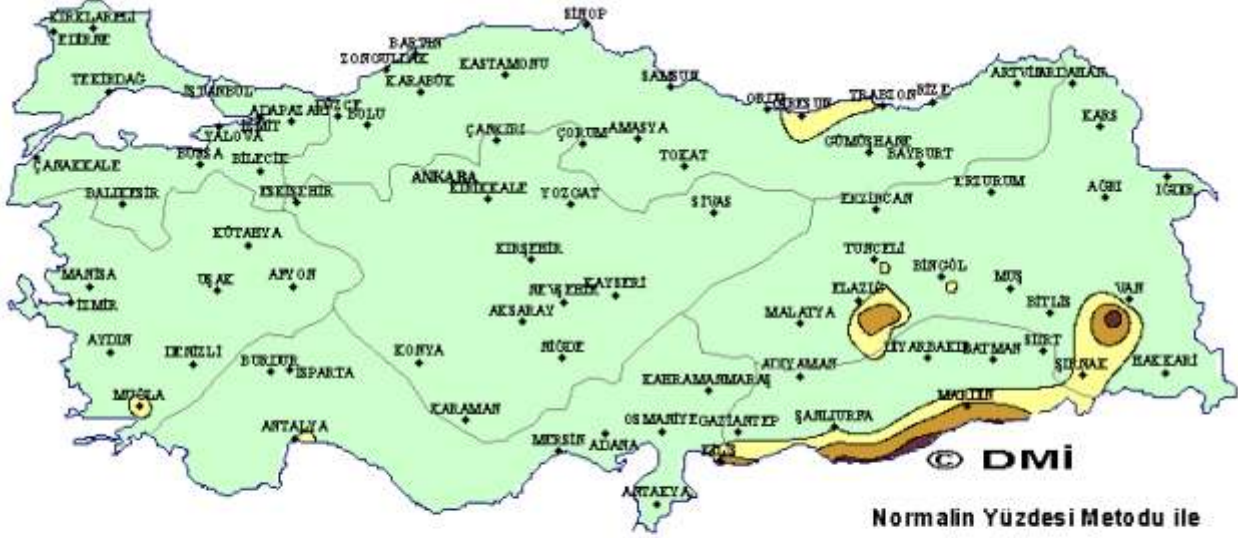 KIRKLARELİ
EDİRNE
TEKİRDAĞ
İSTANBUL
SİNOP
BARTIN
ZONGULDAK
KARABÜK
KASTAMONU
SAMSUN
ORDU
GİRESUN
TRABZON
RİZE
ARTVİN
ARDAHAN
KARS
ADAPAZARI
İZMİT
DÜZCE
BOLU
YALOVA
BURSA
BİLECİK
ÇANAKKALE
ÇANKIRI
ÇORUM
AMASYA
TOKAT
GÜMÜŞHANE
BAYBURT
BALIKESİR
ESKİŞEHİR
ANKARA
KIRIKKALE
YOZGAT
SİVAS
ERZİNCAN
ERZURUM
AĞRI
IĞDIR
KÜTAHYA
KIRŞEHİR
TUNCELİ
BİNGÖL
MUŞ
MANİSA
İZMİR
UŞAK
AFYON
NEVŞEHİR
KAYSERİ
ELAZIĞ
BİTLİS
VAN
AKSARAY
MALATYA
AYDIN
DENİZLİ
BURDUR
ISPARTA
KONYA
NİĞDE
ADIYAMAN
DİYARBAKIR
BATMAN
SİİRT
ŞIRNAK
HAKKARİ
KAHRAMANMARAŞ
MUĞLA
ANTALYA
KARAMAN
MERSİN
ADANA
OSMANİYE
GAZİANTEP
ŞANLIURFA
MARDİN
KİLİS
ANTAKYA
© DMİ
Normalin Yüzdesi Metodu ile